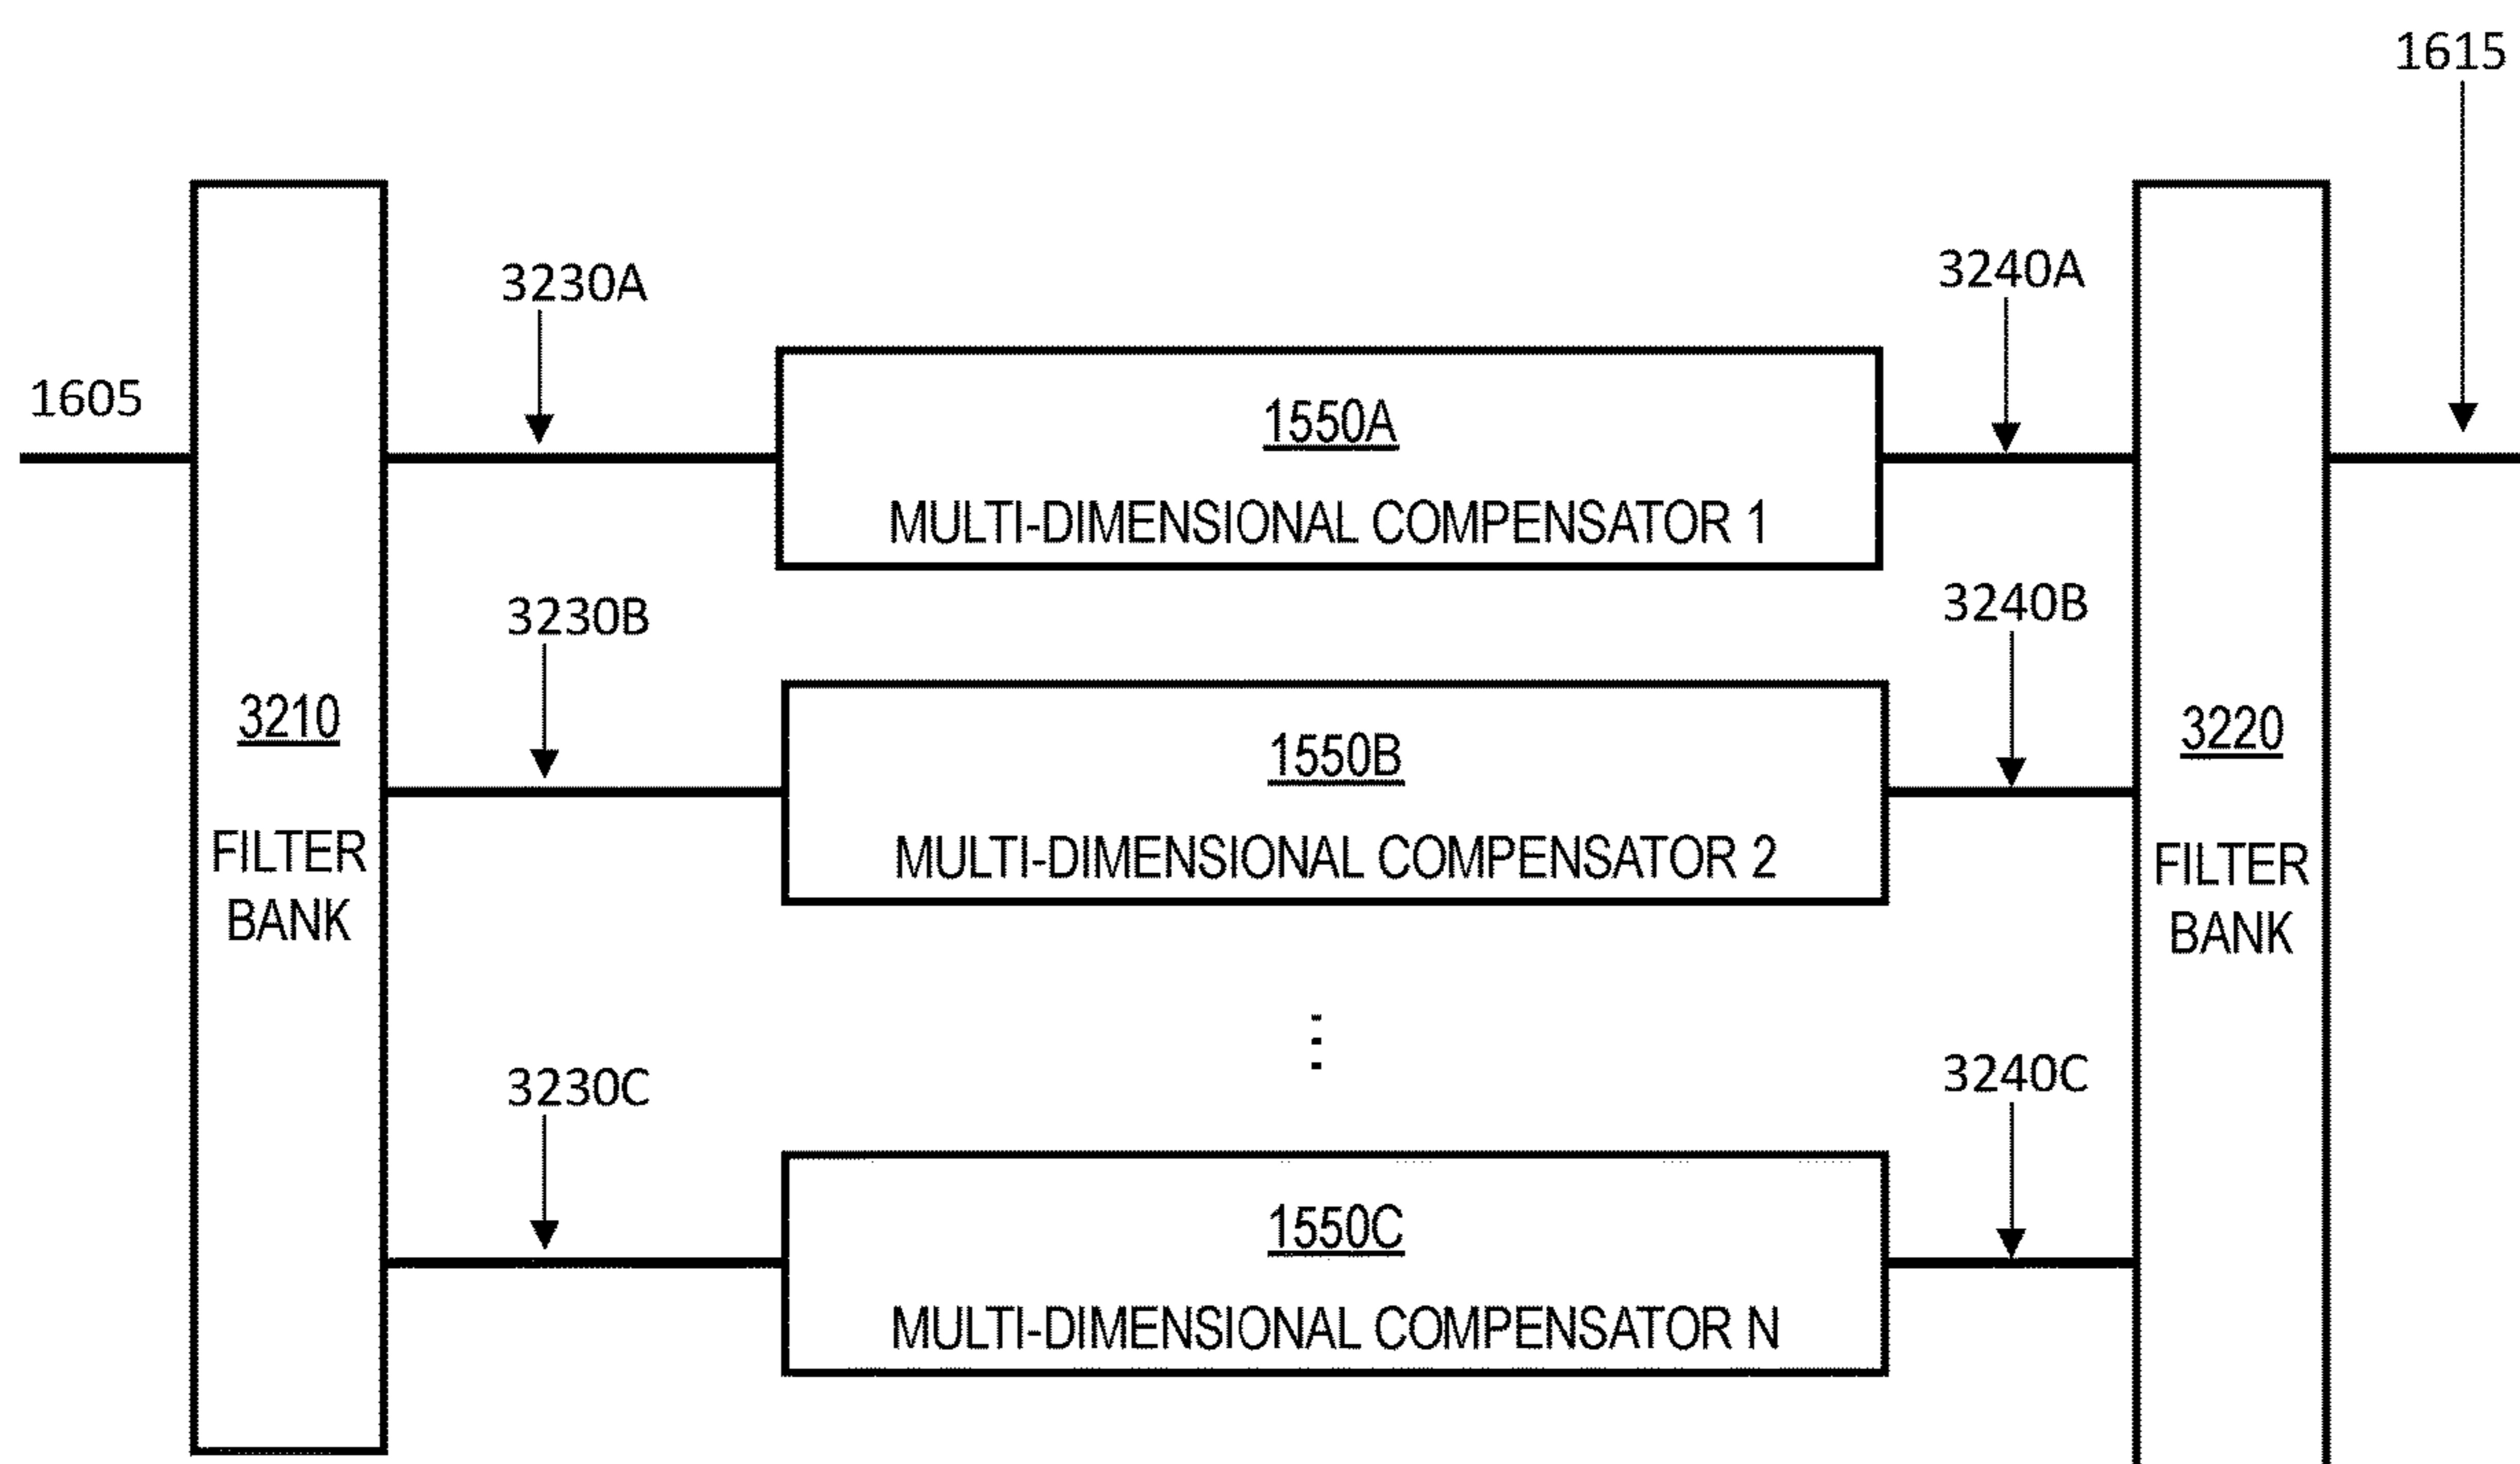 1615
3230A
3240A
1605
1550A
MULTI-DIMENSIONAL COMPENSATOR 1
3230B
3240B
3210
FILTER
BANK
1550B
MULTI-DIMENSIONAL COMPENSATOR 2
3220
FILTER
BANK
⋮
3230C
3240C
1550C
MULTI-DIMENSIONAL COMPENSATOR N